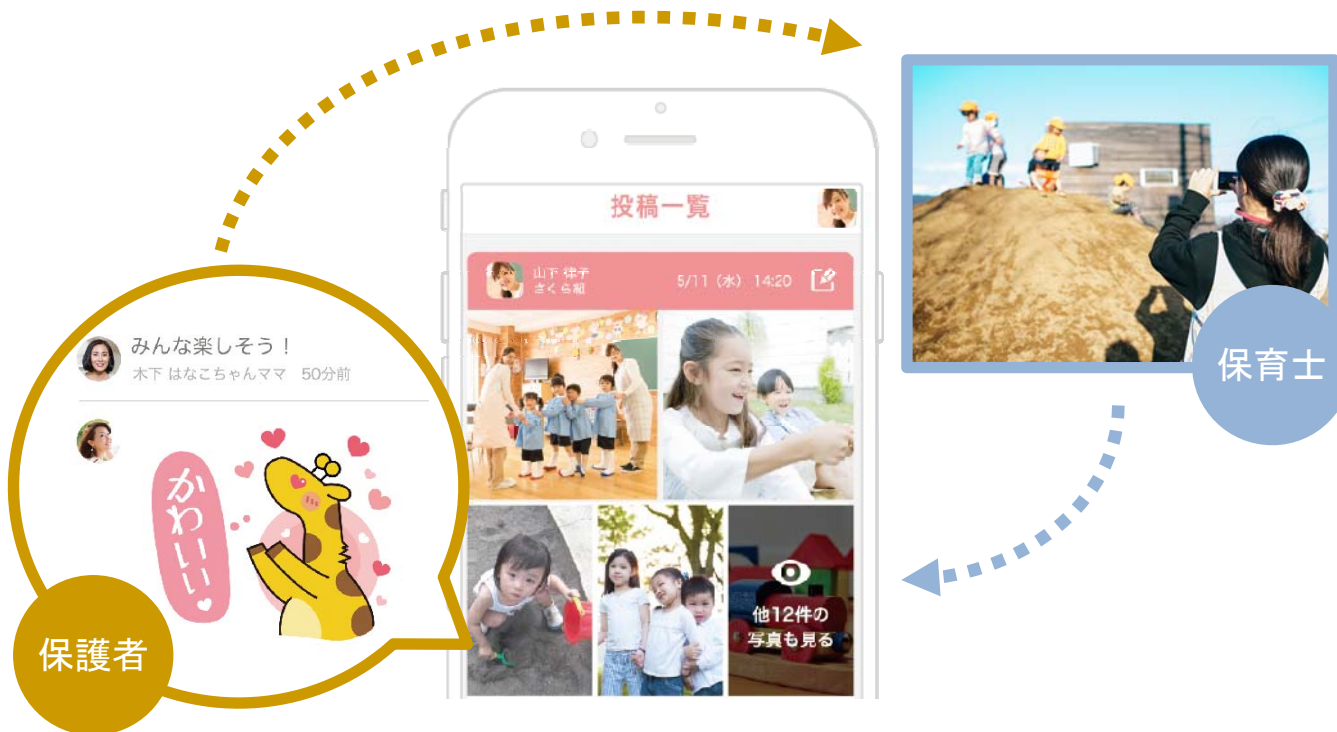 投稿一覧
山下 律子
さくら組
5/11（水） 14:20
みんな楽しそう！
木下 はなこちゃんママ 50分前
かわいい
保護者
保育士
他12件の
写真も見る